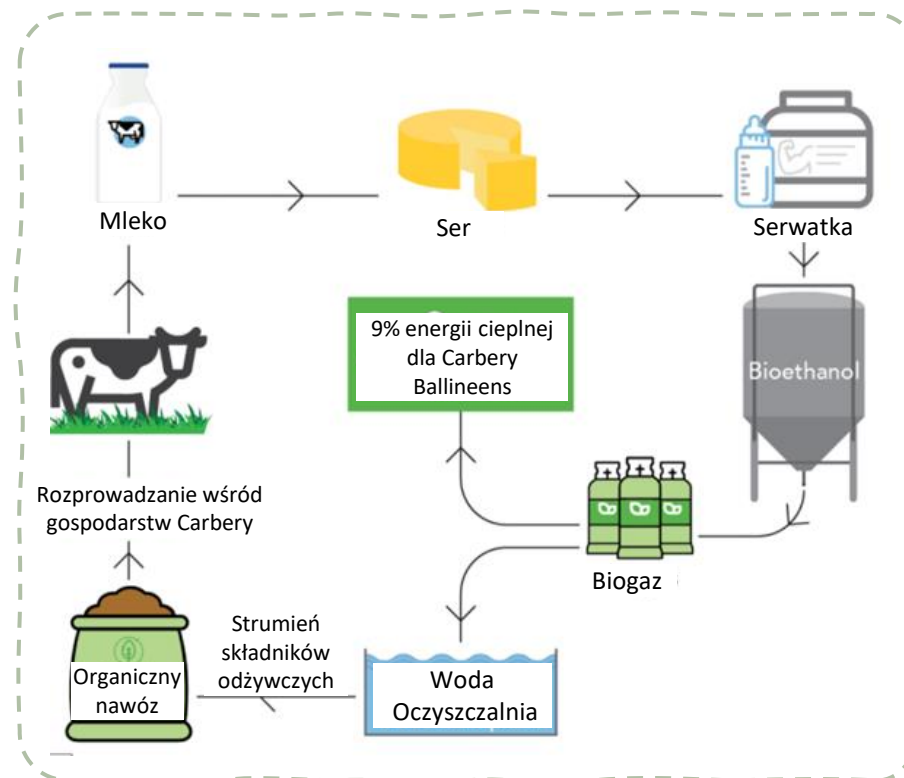 Mleko
Ser
Serwatka
9% energii cieplnej
dla Carbery
Ballineens
Bioethanol
Rozprowadzanie wśród
gospodarstw Carbery
Biogaz
Strumień
składników
odżywczych
Organiczny
nawóz
Woda
Oczyszczalnia